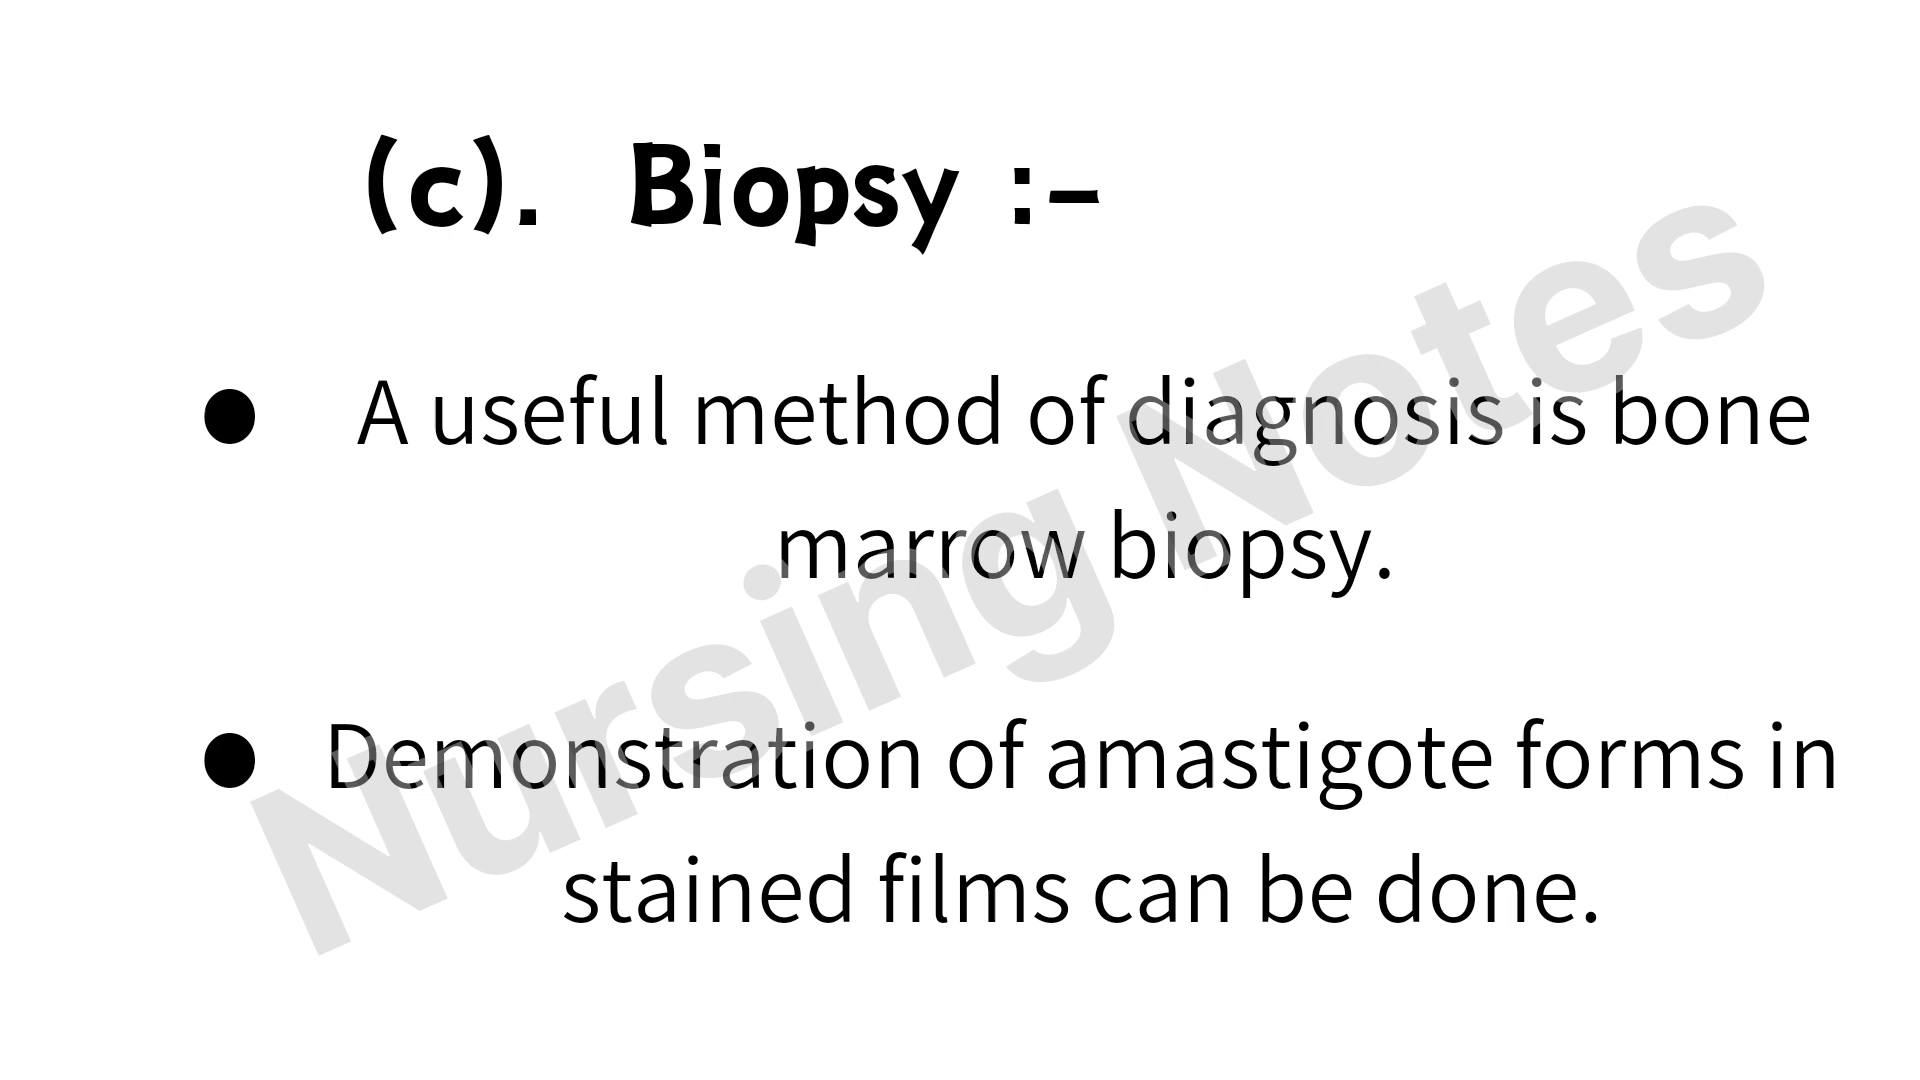 (c). Biopsy :-
● A useful method of diagnosis is bone
marrow biopsy.
● Demonstration of amastigote forms in
stained films can be done.
Nursing Notes